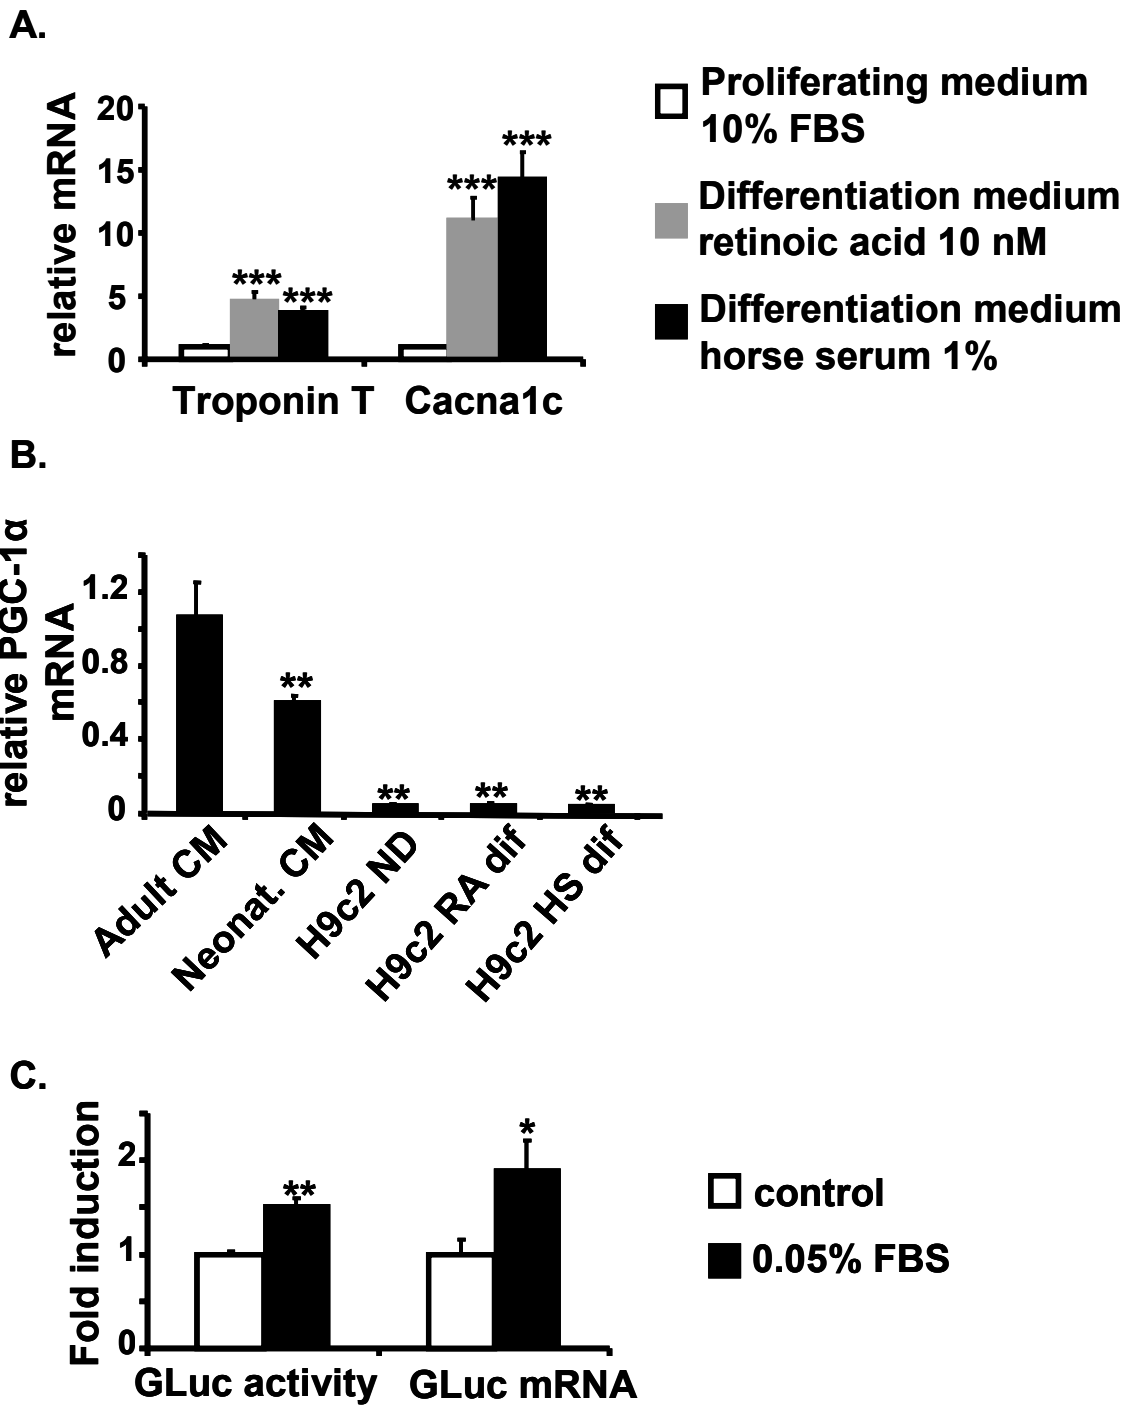 A.
relative mRNA
20
15
10
5
0
***
***
***
***
Troponin T
Cacna1c
Proliferating medium
10% FBS
Differentiation medium
retinoic acid 10 nM
Differentiation medium
horse serum 1%
B.
relative PGC-1α
mRNA
1.2
0.8
0.4
0
**
**
**
**
Adult CM
Neonat. CM
H9c2 ND
H9c2 RA dif
H9c2 HS dif
C.
Fold induction
2
1
0
**
*
GLuc activity
GLuc mRNA
control
0.05% FBS